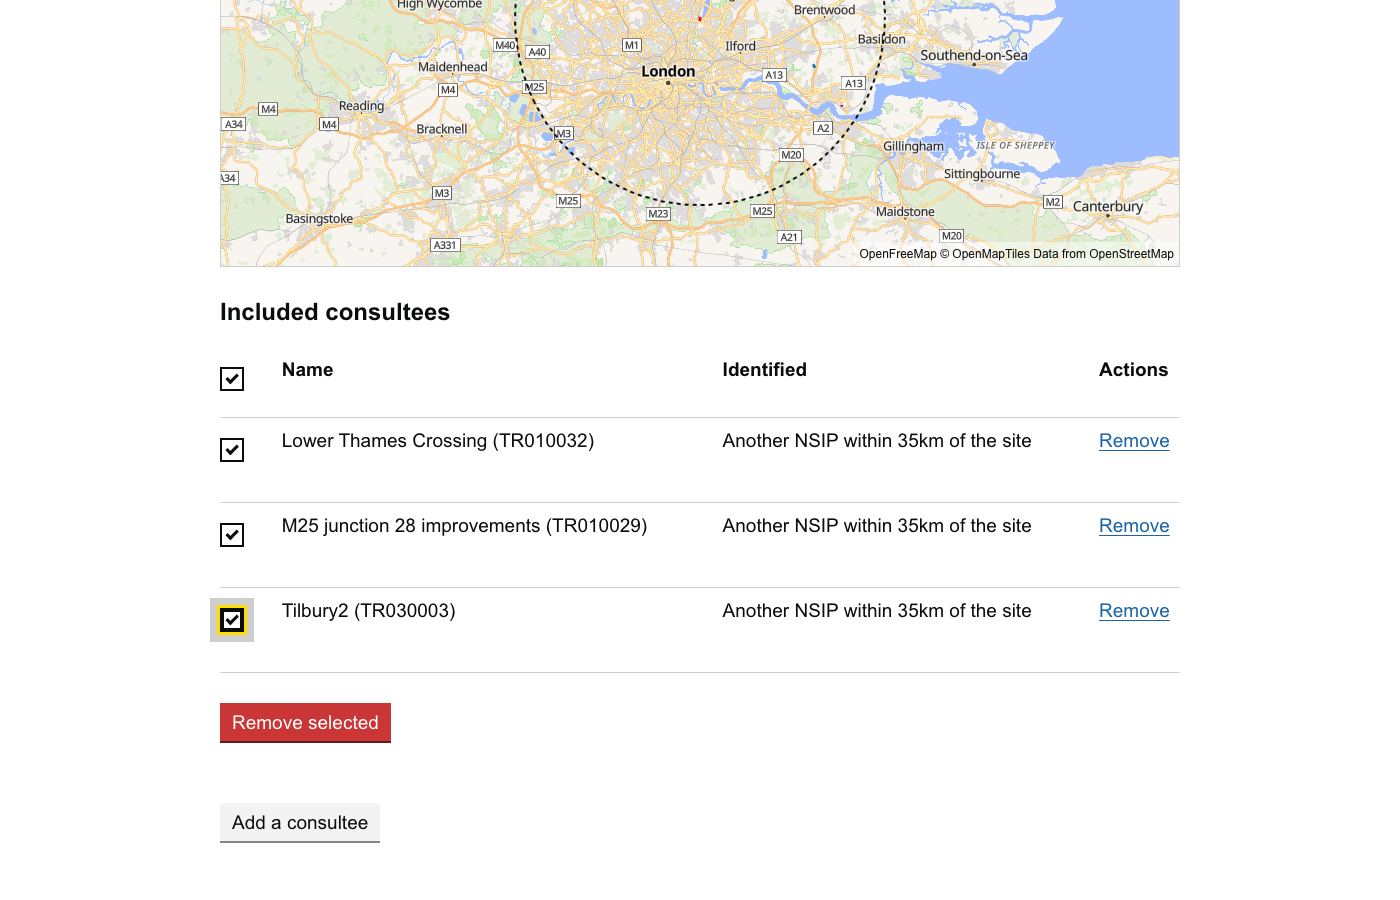 High Wycombe
Brentwood
M40
A40
M1
Ilford
Basildon
Southend-on-Sea
Maidenhead
London
A13
A13
M4
M25
Reading
M4
A34
M4
Bracknell
M3
A2
Gillingham
ISLE OF SHEPPEY
M20
Sittingbourne
A34
M3
M25
M23
M25
Maidstone
M2
Canterbury
Basingstoke
A331
A21
M20
OpenFreeMap © OpenMapTiles Data from OpenStreetMap
Included consultees
Name Identified Actions
Lower Thames Crossing (TR010032) Another NSIP within 35km of the site Remove
M25 junction 28 improvements (TR010029) Another NSIP within 35km of the site Remove
Tilbury2 (TR030003) Another NSIP within 35km of the site Remove
Remove selected
Add a consultee